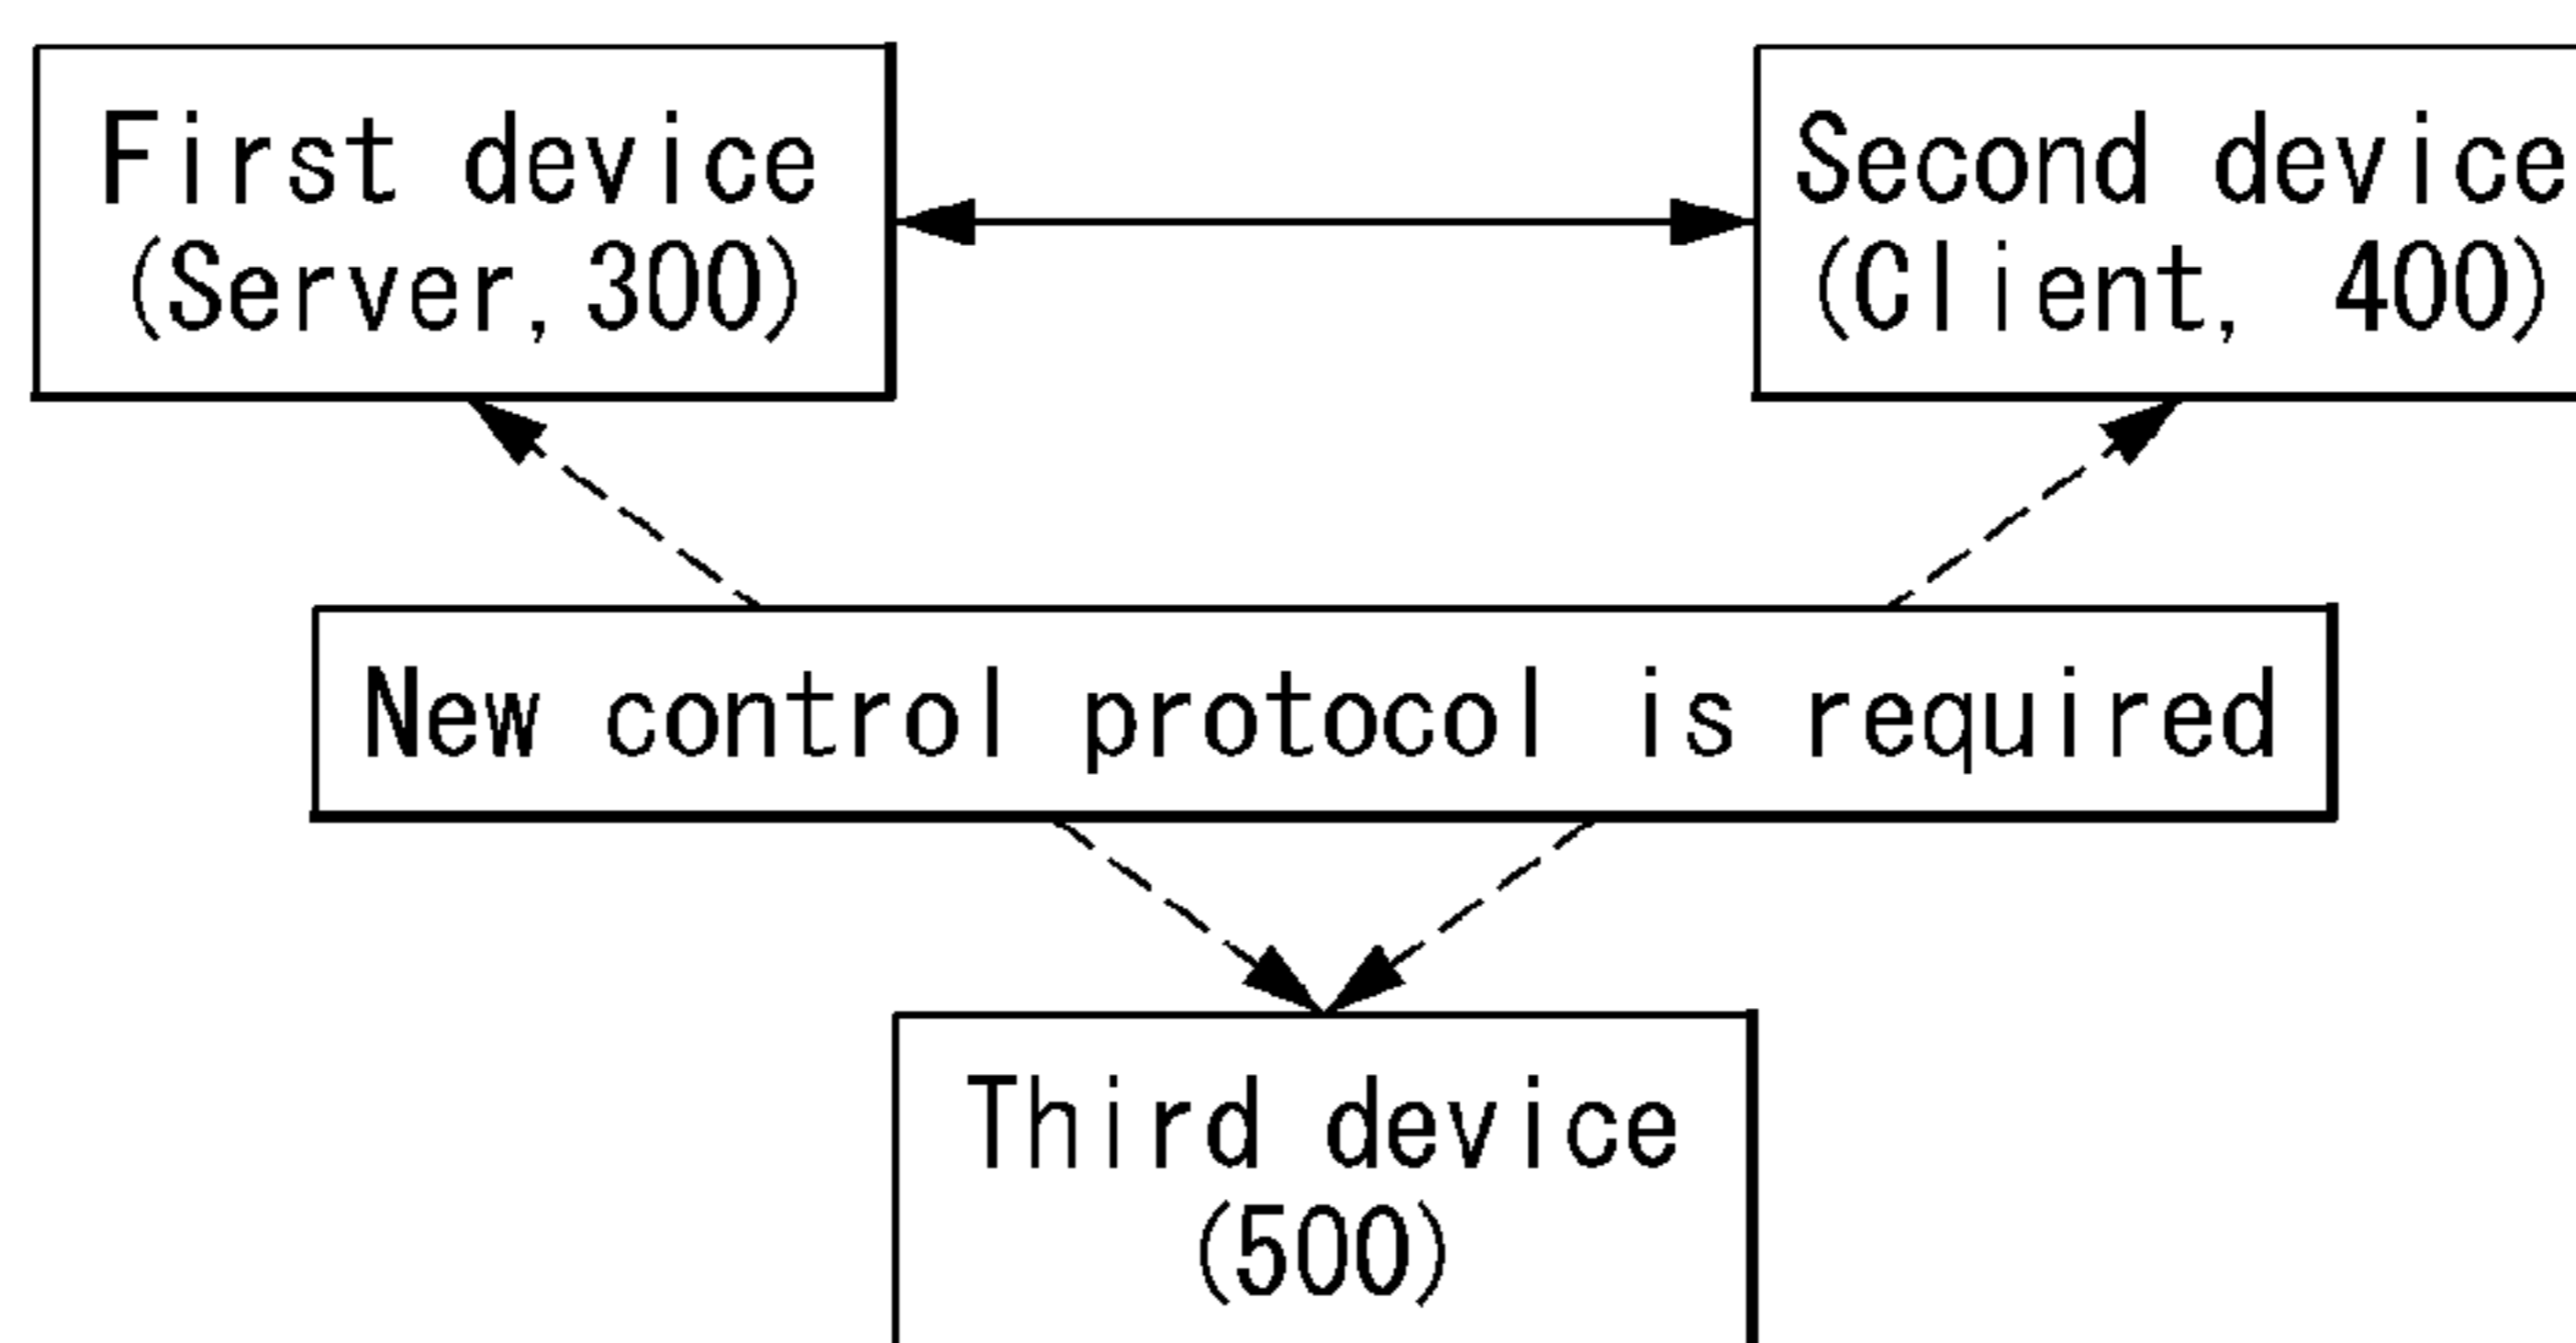 First device
(Server, 300)
Second device
(Client, 400)
New control protocol is required
Third device
(500)